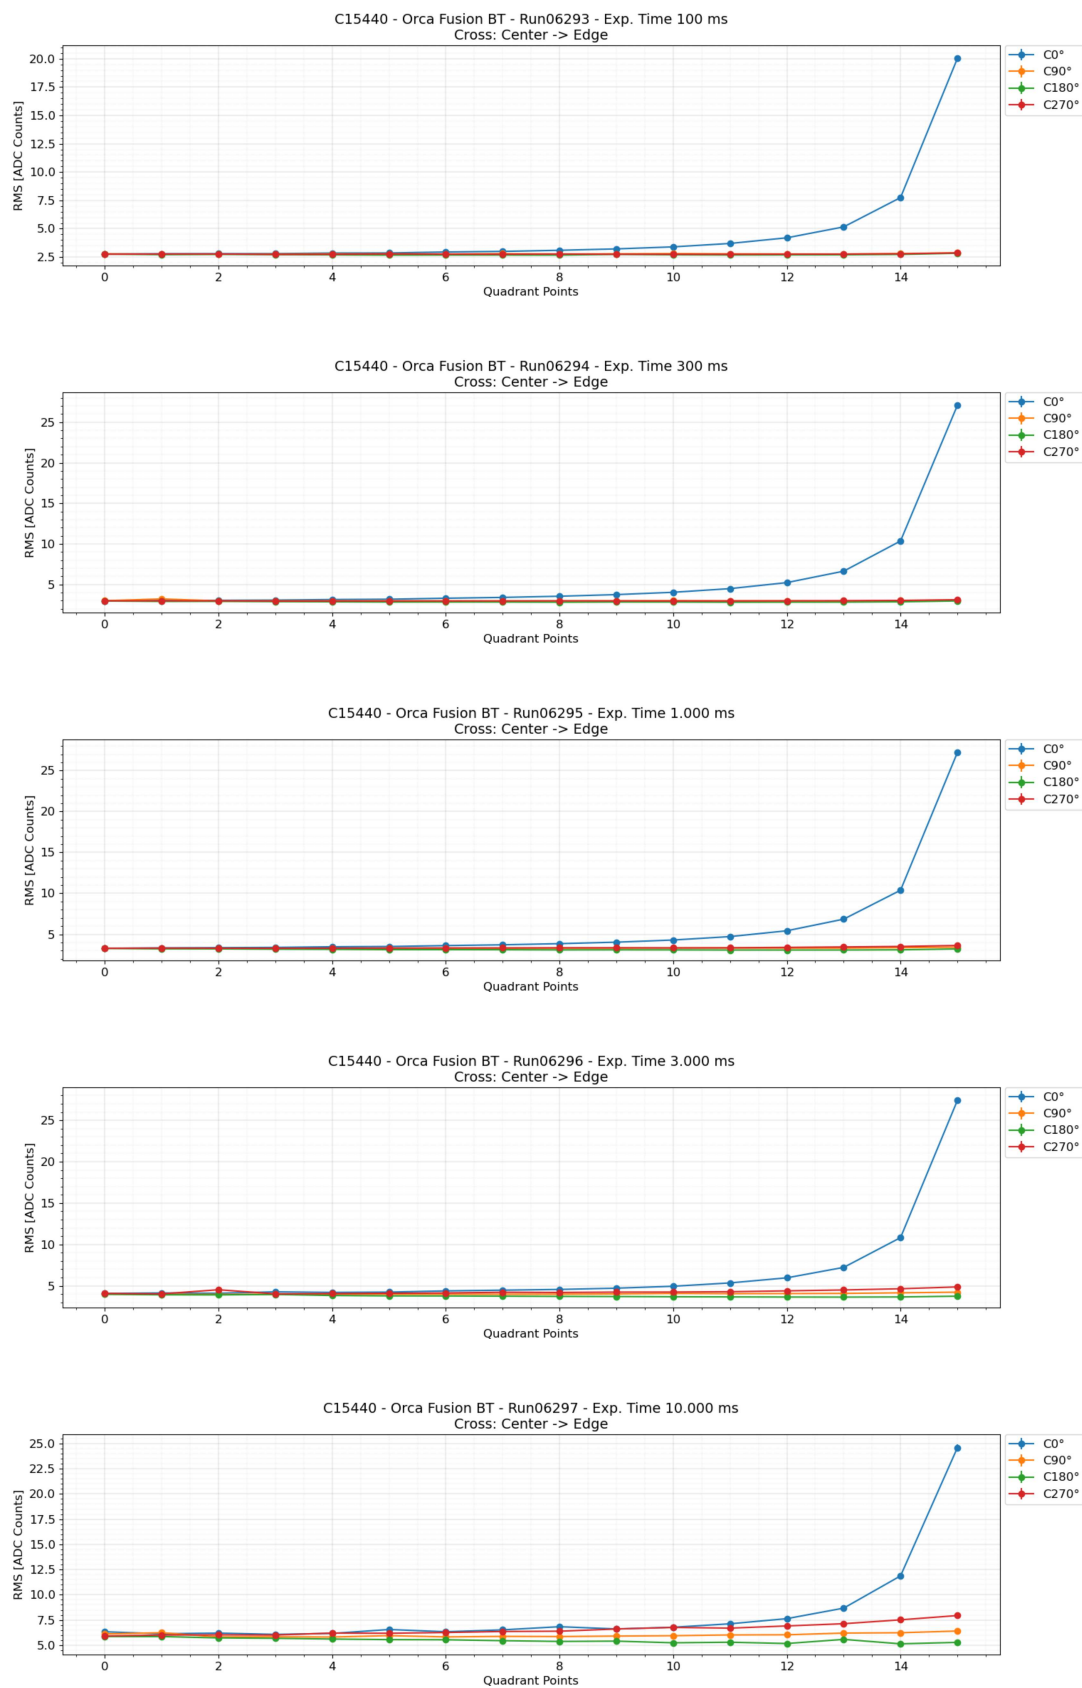 C15440 - Orca Fusion BT - Run06293 - Exp. Time 100 ms
Cross: Center -> Edge
20.0
17.5
15.0
12.5
10.0
7.5
5.0
2.5
RMS [ADC Counts]
0 2 4 6 8 10 12 14
Quadrant Points
C0°
C90°
C180°
C270°
C15440 - Orca Fusion BT - Run06294 - Exp. Time 300 ms
Cross: Center -> Edge
25
20
15
10
5
RMS [ADC Counts]
0 2 4 6 8 10 12 14
Quadrant Points
C0°
C90°
C180°
C270°
C15440 - Orca Fusion BT - Run06295 - Exp. Time 1.000 ms
Cross: Center -> Edge
25
20
15
10
5
RMS [ADC Counts]
0 2 4 6 8 10 12 14
Quadrant Points
C0°
C90°
C180°
C270°
C15440 - Orca Fusion BT - Run06296 - Exp. Time 3.000 ms
Cross: Center -> Edge
25
20
15
10
5
RMS [ADC Counts]
0 2 4 6 8 10 12 14
Quadrant Points
C0°
C90°
C180°
C270°
C15440 - Orca Fusion BT - Run06297 - Exp. Time 10.000 ms
Cross: Center -> Edge
25.0
22.5
20.0
17.5
15.0
12.5
10.0
7.5
5.0
RMS [ADC Counts]
0 2 4 6 8 10 12 14
Quadrant Points
C0°
C90°
C180°
C270°